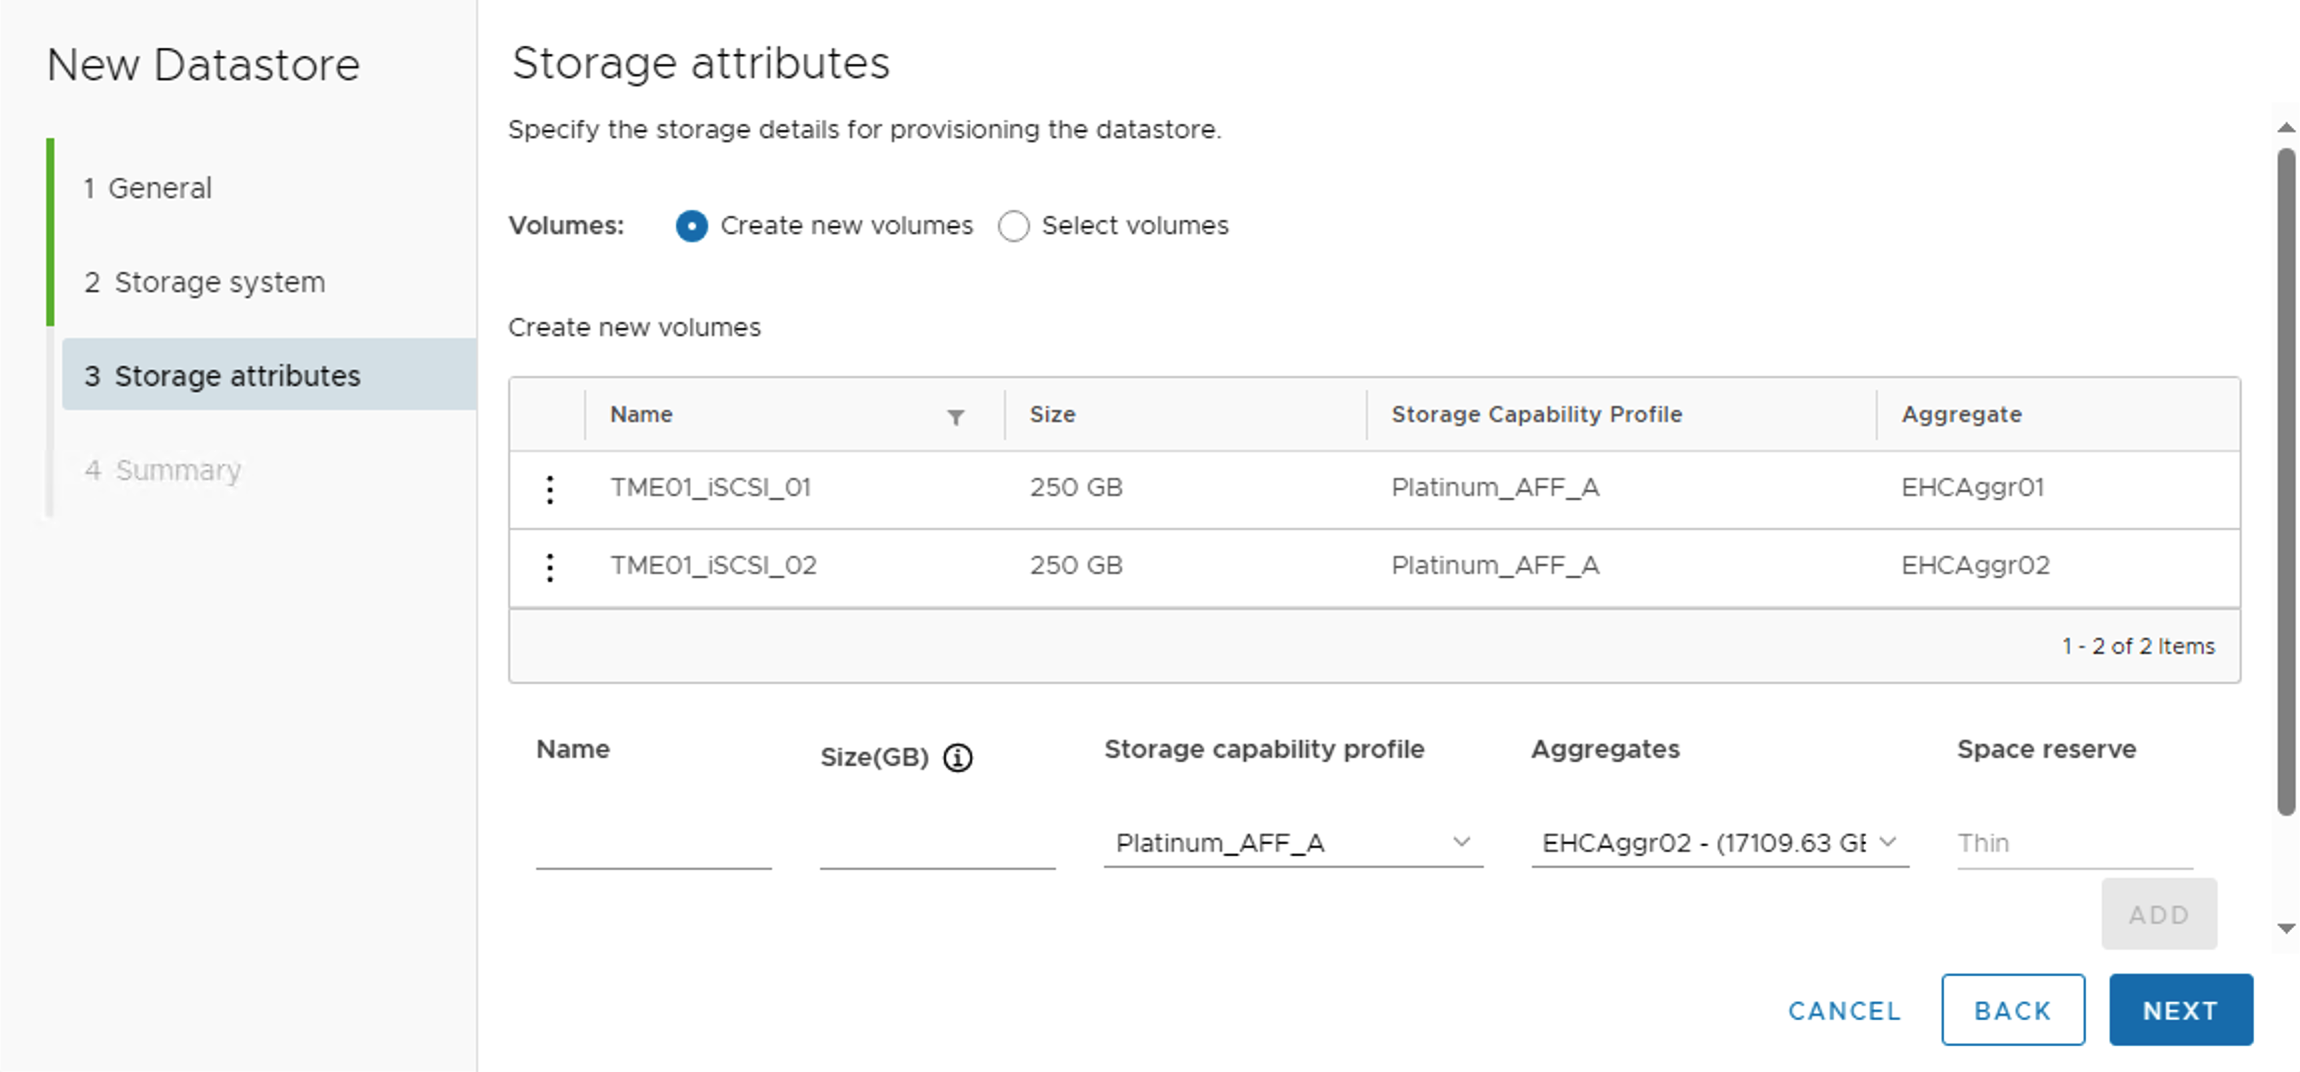 New Datastore
1 General
2 Storage system
3 Storage attributes
4 Summary
Storage attributes
Specify the storage details for provisioning the datastore.
Volumes: Create new volumes Select volumes
Create new volumes
Name Size Storage Capability Profile Aggregate
TME01_iSCSI_01 250 GB Platinum_AFF_A EHCAggr01
TME01_iSCSI_02 250 GB Platinum_AFF_A EHCAggr02
1 - 2 of 2 Items
Name Size(GB) Storage capability profile Aggregates Space reserve
Platinum_AFF_A EHCAggr02 - (17109.63 GE Thin
ADD
CANCEL BACK NEXT